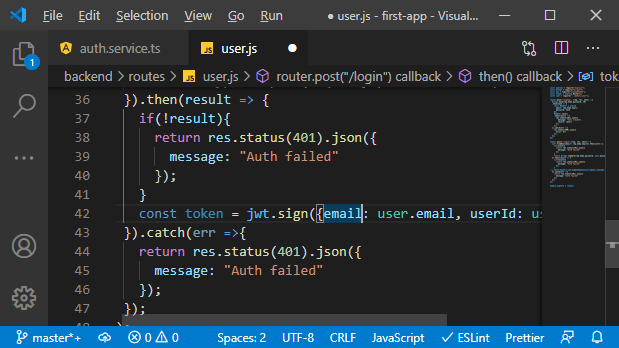 File Edit Selection View Go Run user.js - first-app - Visual...
auth.service.ts JS user.js
backend > routes > JS user.js > router.post("/login") callback > then() callback > tok
36 }).then(result => {
37 if(!result){
38 return res.status(401).json({
39 message: "Auth failed"
40 });
41 }
42 const token = jwt.sign({email: user.email, userId: us
43 }).catch(err =>{
44 return res.status(401).json({
45 message: "Auth failed"
46 });
47 });
1
master*+ 0 0 Spaces: 2 UTF-8 CRLF JavaScript ESLint Prettier